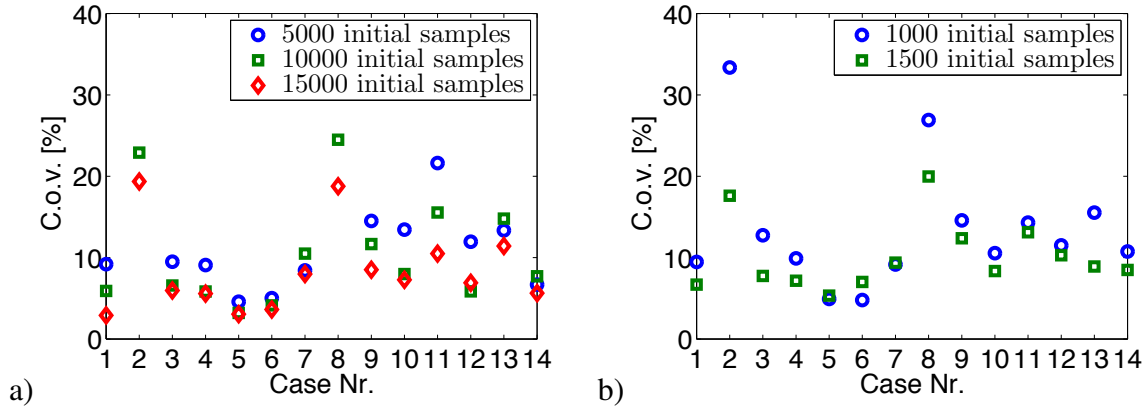 40
30
20
10
0
C.o.v. [%]
5000 initial samples
10000 initial samples
15000 initial samples
1 2 3 4 5 6 7 8 9 10 11 12 13 14
Case Nr.
a)
40
30
20
10
0
C.o.v. [%]
1000 initial samples
1500 initial samples
1 2 3 4 5 6 7 8 9 10 11 12 13 14
Case Nr.
b)